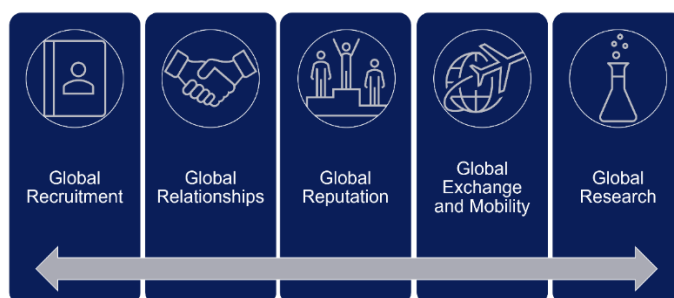 Global
Recruitment
Global
Relationships
Global
Reputation
Global
Exchange
and Mobility
Global
Research